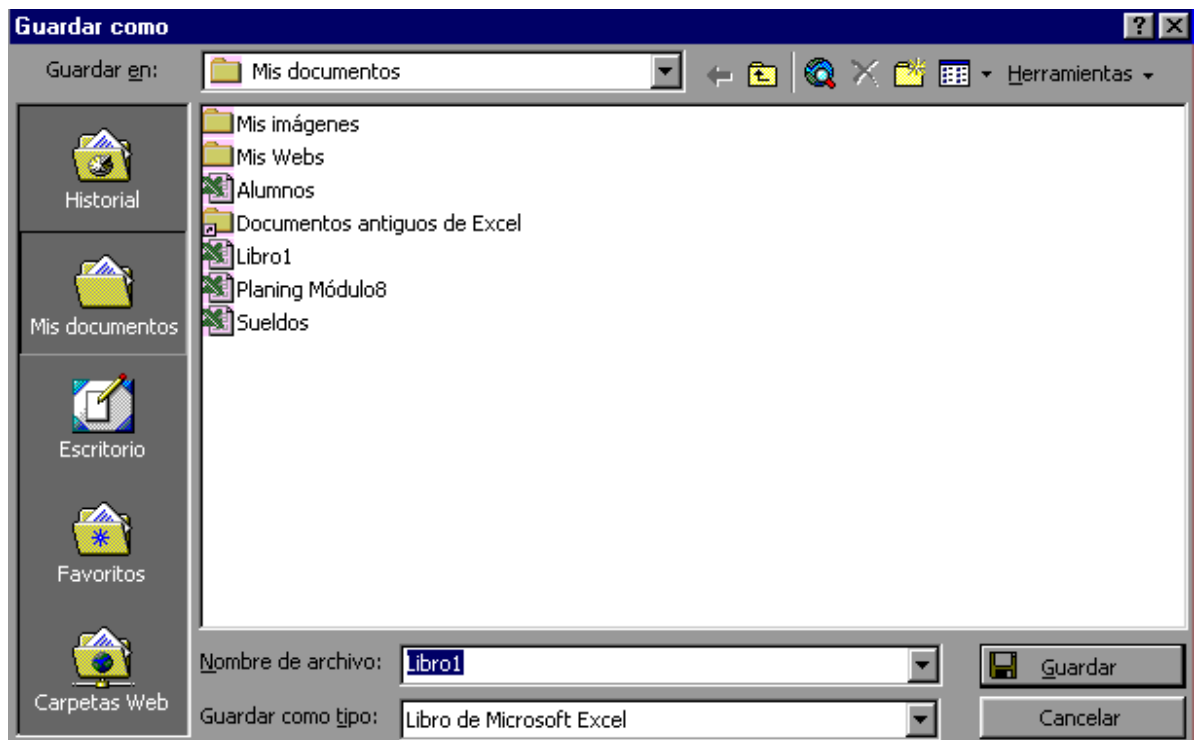 Guardar como
Guardar en: Mis documentos Herramientas
Mis imágenes
Mis Webs
Alumnos
Documentos antiguos de Excel
Libro1
Planing Módulo8
Sueldos
Historial
Mis documentos
Escritorio
Favoritos
Carpetas Web
Nombre de archivo: Libro1 Guardar
Guardar como tipo: Libro de Microsoft Excel Cancelar